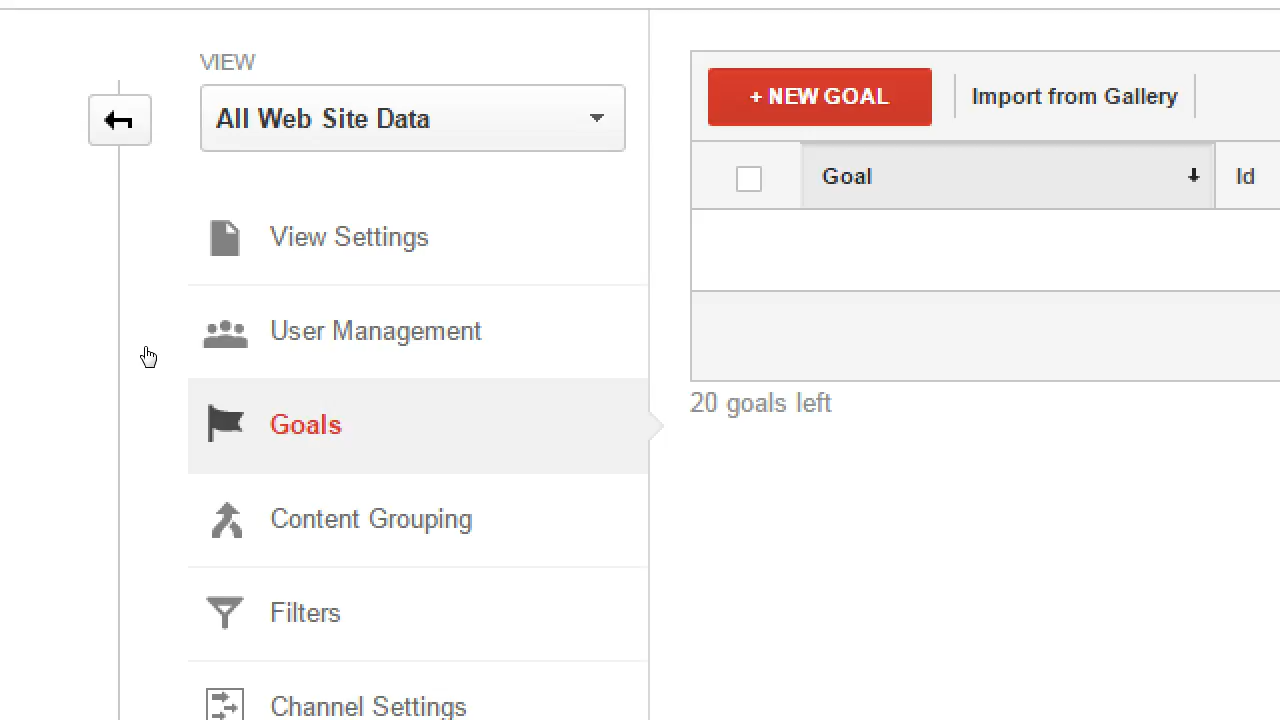 VIEW
All Web Site Data
View Settings
User Management
Goals
Content Grouping
Filters
Channel Settings
+ NEW GOAL
Import from Gallery
Goal
Id
20 goals left